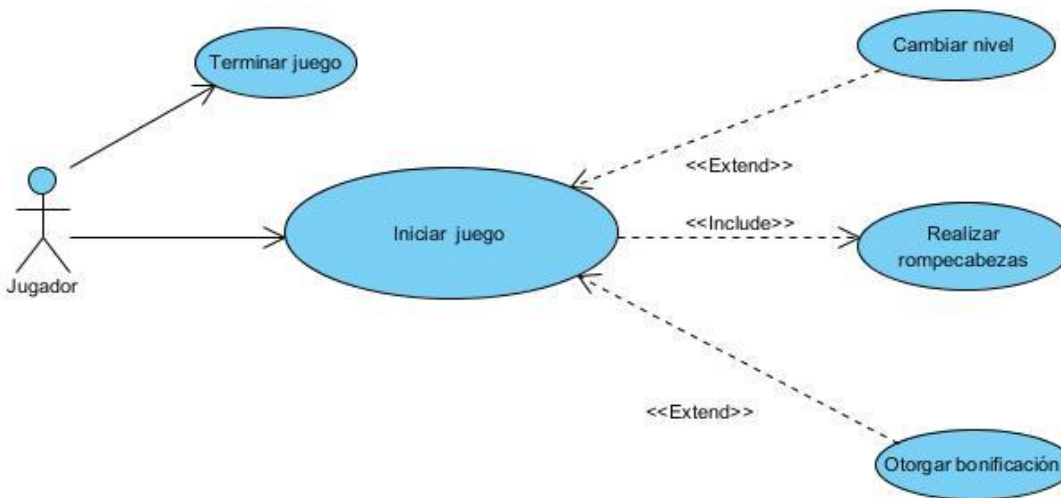 Terminar juego
Cambiar nivel
<<Extend>>
<<Include>>
Iniciar juego
Realizar
rompecabezas
Jugador
<<Extend>>
Otorgar bonificación